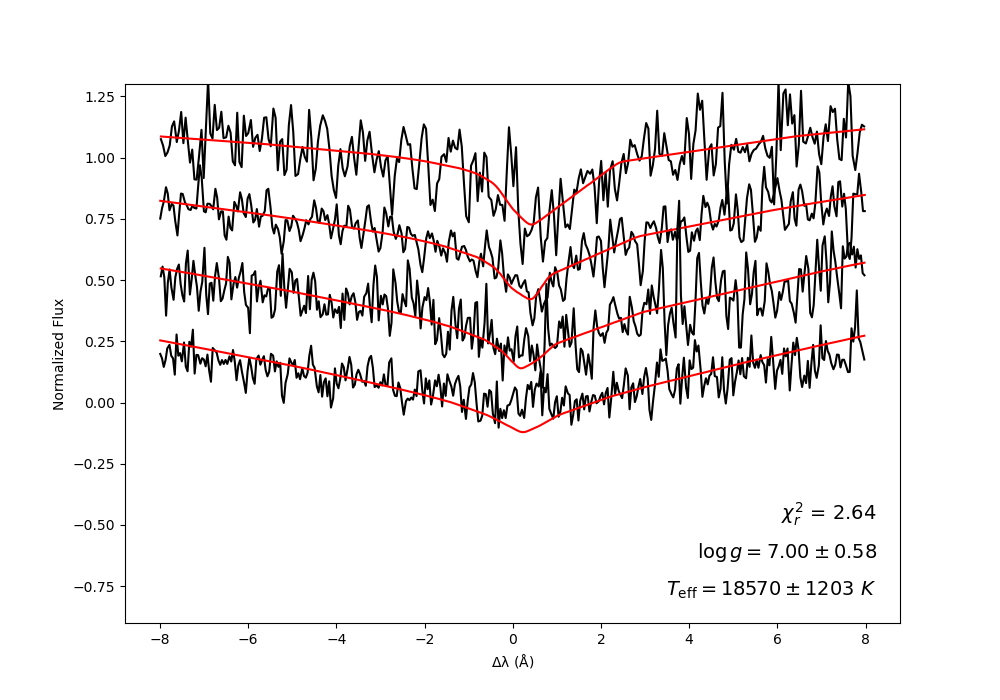 1.25
1.00
0.75
0.50
0.25
0.00
−0.25
−0.50
−0.75
Normalized Flux
χ²ᵣ = 2.64
log g = 7.00 ± 0.58
T_eff = 18570 ± 1203 K
−8 −6 −4 −2 0 2 4 6 8
Δλ (Å)